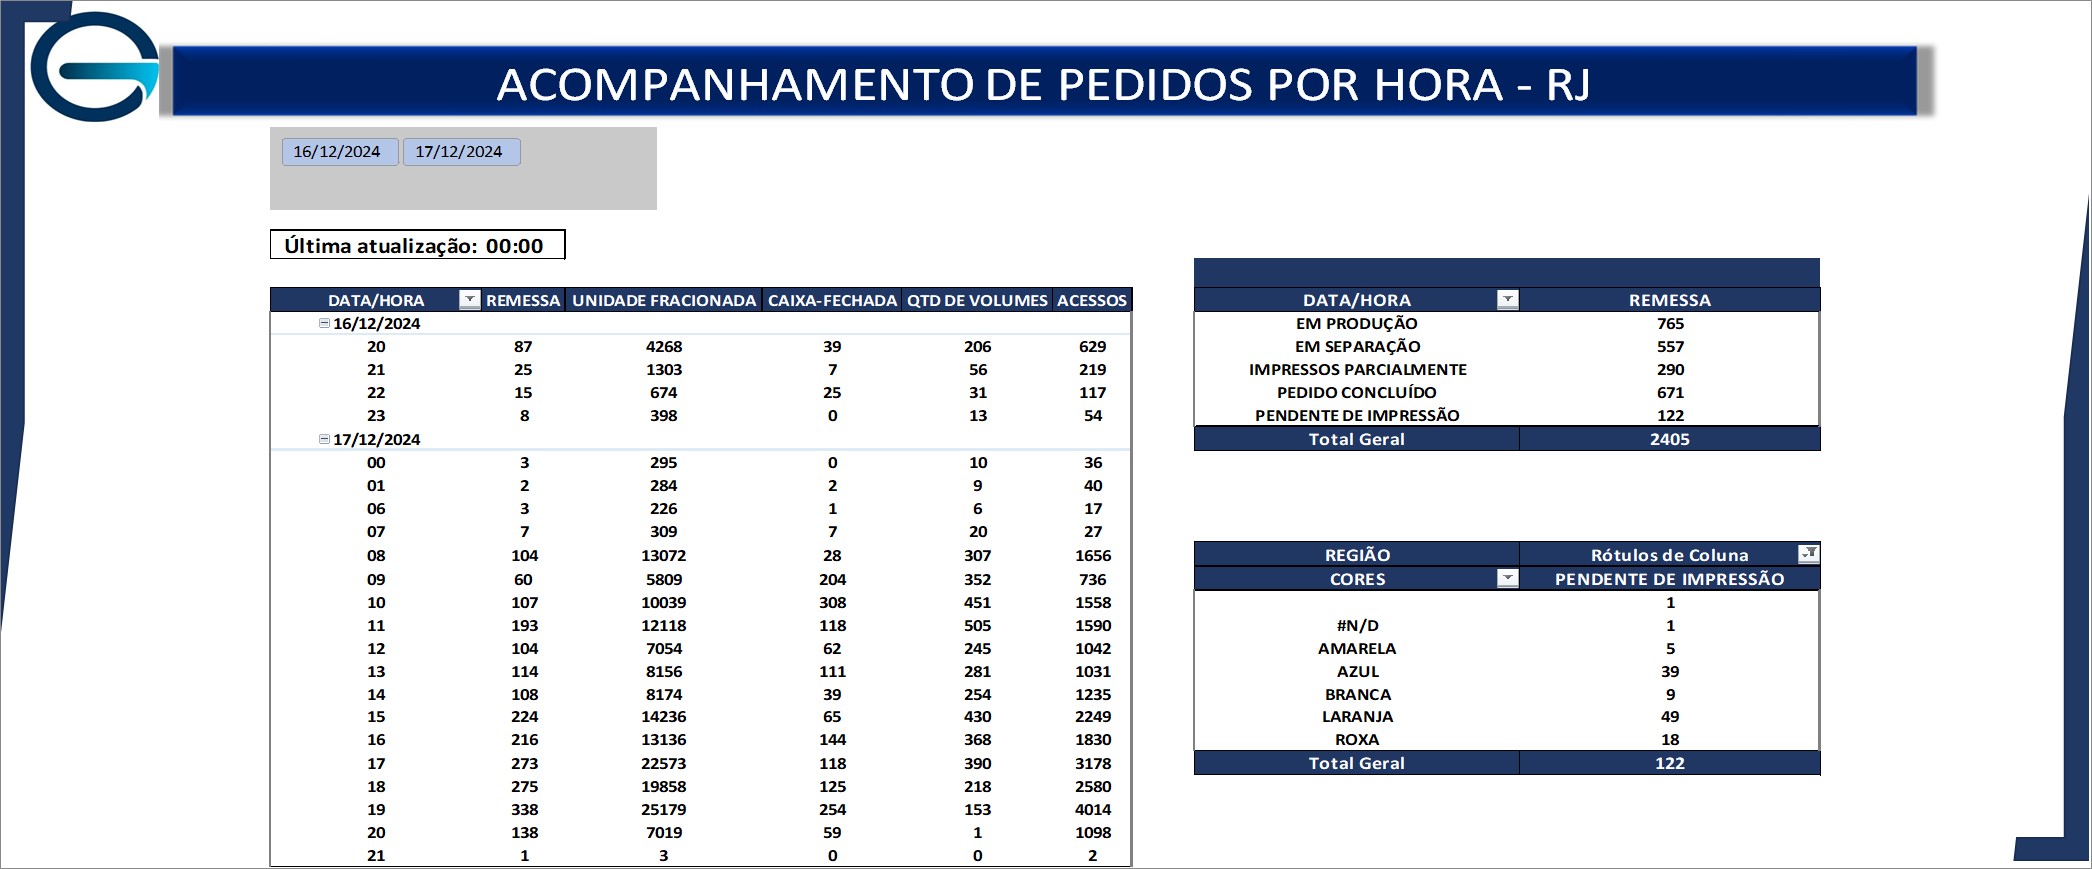 ACOMPANHAMENTO DE PEDIDOS POR HORA - RJ
16/12/2024 17/12/2024
Última atualização: 00:00
DATA/HORA REMESSA UNIDADE FRACIONADA CAIXA-FECHADA QTD DE VOLUMES ACESSOS
16/12/2024
20 87 4268 39 206 629
21 25 1303 7 56 219
22 15 674 25 31 117
23 8 398 0 13 54
17/12/2024
00 3 295 0 10 36
01 2 284 2 9 40
06 3 226 1 6 17
07 7 309 7 20 27
08 104 13072 28 307 1656
09 60 5809 204 352 736
10 107 10039 308 451 1558
11 193 12118 118 505 1590
12 104 7054 62 245 1042
13 114 8156 111 281 1031
14 108 8174 39 254 1235
15 224 14236 65 430 2249
16 216 13136 144 368 1830
17 273 22573 118 390 3178
18 275 19858 125 218 2580
19 338 25179 254 153 4014
20 138 7019 59 1 1098
21 1 3 0 0 2
DATA/HORA REMESSA
EM PRODUÇÃO 765
EM SEPARAÇÃO 557
IMPRESSOS PARCIALMENTE 290
PEDIDO CONCLUÍDO 671
PENDENTE DE IMPRESSÃO 122
Total Geral 2405
REGIÃO Rótulos de Coluna
CORES PENDENTE DE IMPRESSÃO
1
#N/D 1
AMARELA 5
AZUL 39
BRANCA 9
LARANJA 49
ROXA 18
Total Geral 122